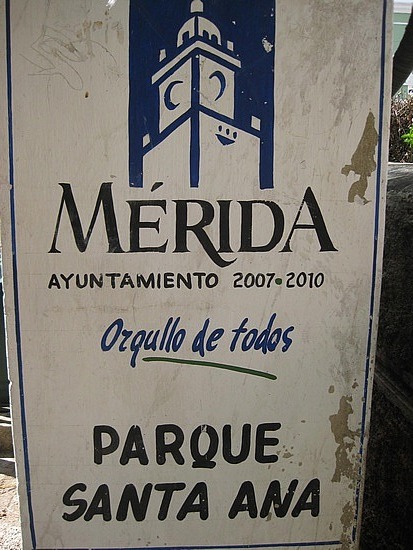 MÉRIDA
AYUNTAMIENTO 2007·2010
Orgullo de todos
PARQUE
SANTA ANA